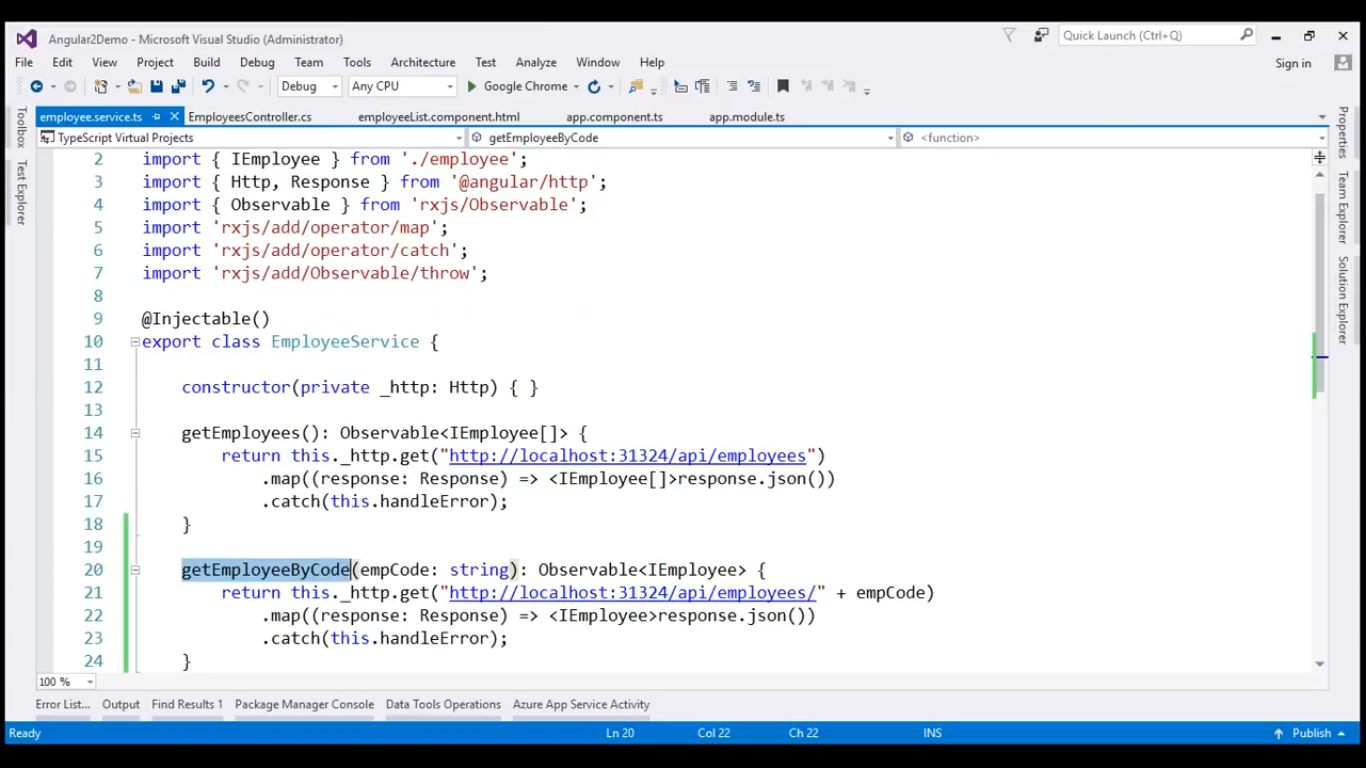 Angular2Demo - Microsoft Visual Studio (Administrator)
Quick Launch (Ctrl+Q)
File Edit View Project Build Debug Team Tools Architecture Test Analyze Window Help
Sign in
Debug Any CPU Google Chrome
employee.service.ts EmployeesController.cs employeeList.component.html app.component.ts app.module.ts
TypeScript Virtual Projects getEmployeeByCode <function>
Toolbox
Test Explorer
Properties
Team Explorer
Solution Explorer
2 import { IEmployee } from './employee';
3 import { Http, Response } from '@angular/http';
4 import { Observable } from 'rxjs/Observable';
5 import 'rxjs/add/operator/map';
6 import 'rxjs/add/operator/catch';
7 import 'rxjs/add/Observable/throw';
8
9 @Injectable()
10 export class EmployeeService {
11
12 constructor(private _http: Http) { }
13
14 getEmployees(): Observable<IEmployee[]> {
15 return this._http.get("http://localhost:31324/api/employees")
16 .map((response: Response) => <IEmployee[]>response.json())
17 .catch(this.handleError);
18 }
19
20 getEmployeeByCode(empCode: string): Observable<IEmployee> {
21 return this._http.get("http://localhost:31324/api/employees/" + empCode)
22 .map((response: Response) => <IEmployee>response.json())
23 .catch(this.handleError);
24 }
100 %
Error List... Output Find Results 1 Package Manager Console Data Tools Operations Azure App Service Activity
Ready Ln 20 Col 22 Ch 22 INS Publish